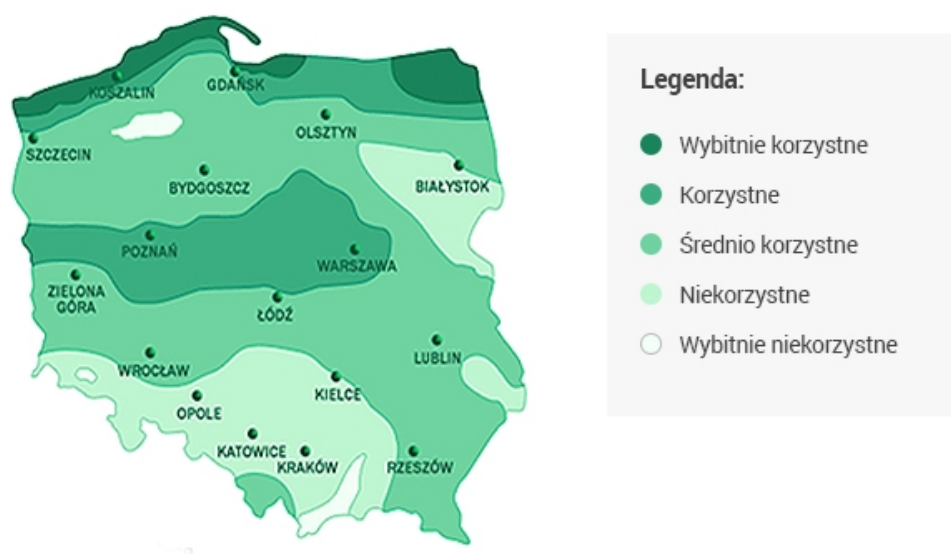 KOSZALIN
GDAŃSK
OLSZTYN
SZCZECIN
BYDGOSZCZ
BIAŁYSTOK
POZNAŃ
WARSZAWA
ZIELONA
GÓRA
ŁÓDŹ
WROCŁAW
LUBLIN
KIELCE
OPOLE
KATOWICE
KRAKÓW
RZESZÓW
Legenda:
Wybitnie korzystne
Korzystne
Średnio korzystne
Niekorzystne
Wybitnie niekorzystne